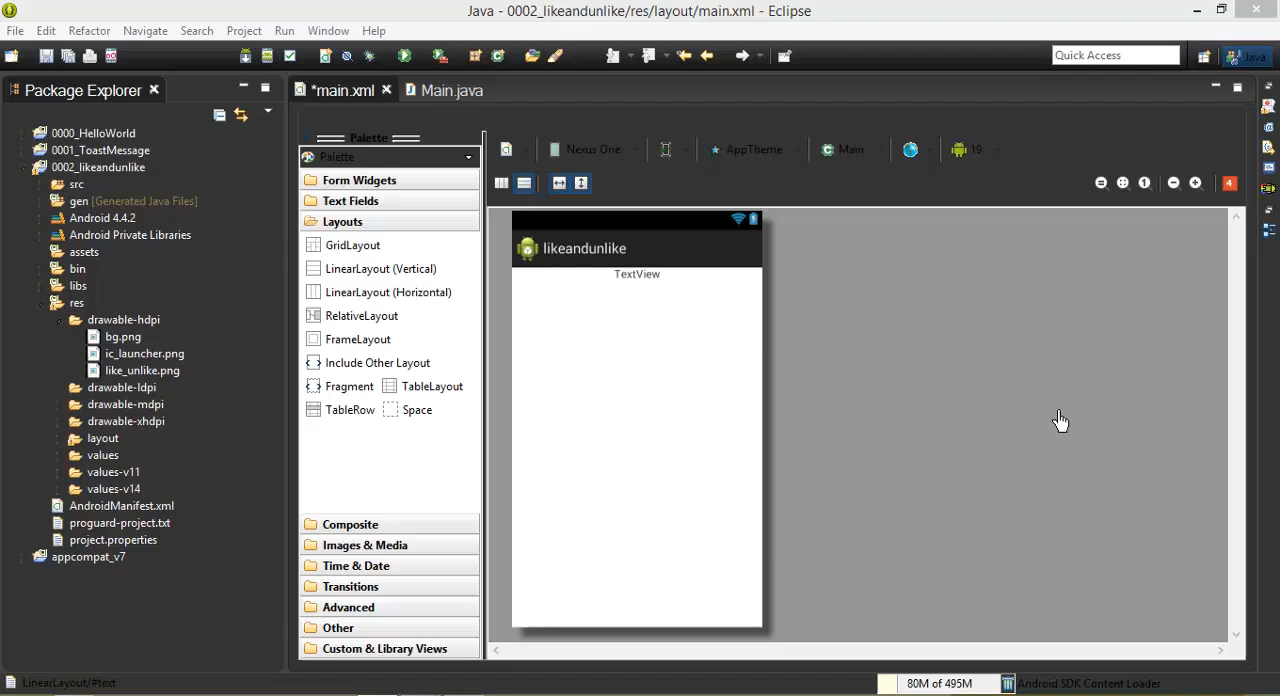 Java - 0002_likeandunlike/res/layout/main.xml - Eclipse
File Edit Refactor Navigate Search Project Run Window Help
Quick Access
Java
Package Explorer
*main.xml
Main.java
0000_HelloWorld
0001_ToastMessage
0002_likeandunlike
src
gen [Generated Java Files]
Android 4.4.2
Android Private Libraries
assets
bin
libs
res
drawable-hdpi
bg.png
ic_launcher.png
like_unlike.png
drawable-ldpi
drawable-mdpi
drawable-xhdpi
layout
values
values-v11
values-v14
AndroidManifest.xml
proguard-project.txt
project.properties
appcompat_v7
Palette
Palette
Form Widgets
Text Fields
Layouts
GridLayout
LinearLayout (Vertical)
LinearLayout (Horizontal)
RelativeLayout
FrameLayout
Include Other Layout
Fragment TableLayout
TableRow Space
Composite
Images & Media
Time & Date
Transitions
Advanced
Other
Custom & Library Views
Nexus One AppTheme Main 19
1 4
likeandunlike
TextView
LinearLayout/#text
80M of 495M
Android SDK Content Loader